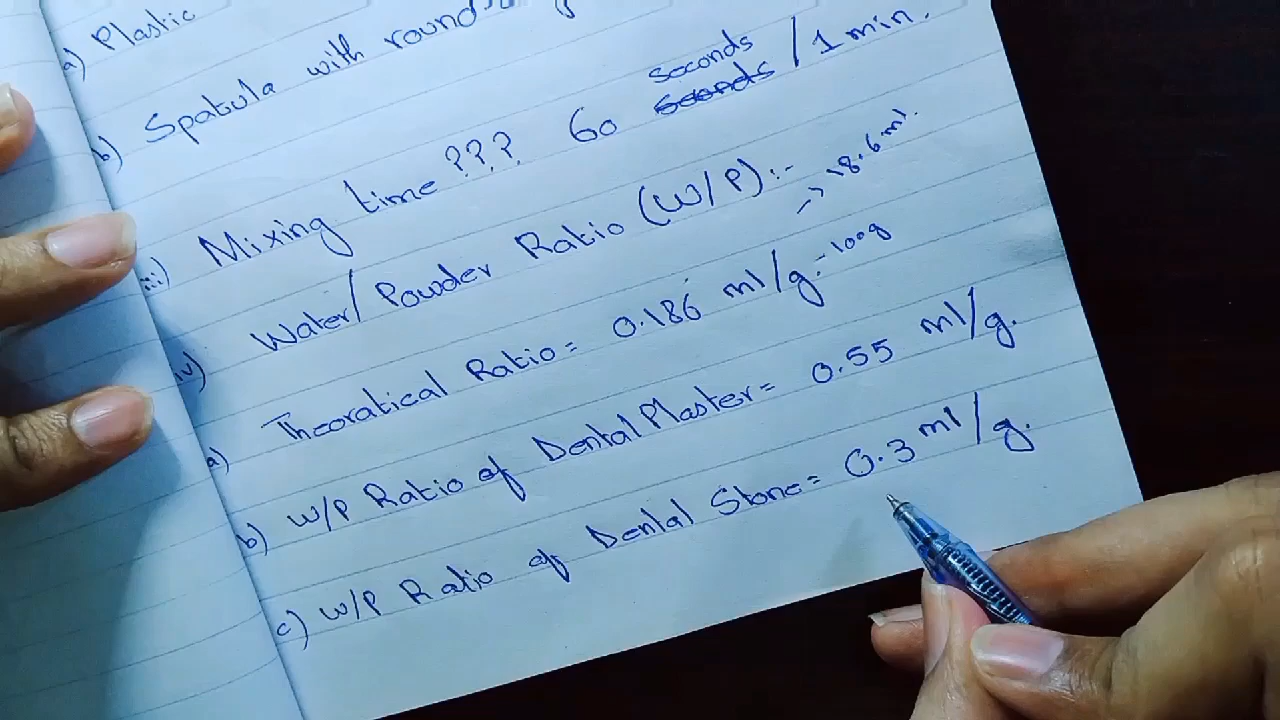 a) Plastic
b) Spatula with round
iii) Mixing time ??? 60 seconds / 1 min.
iv) Water/Powder Ratio (W/P):-
→ 18.6 ml.
a) Theoratical Ratio = 0.186 ml/g.- 100g
b) W/P Ratio of Dental Plaster = 0.55 ml/g.
c) W/P Ratio of Dental Stone = 0.3 ml/g.